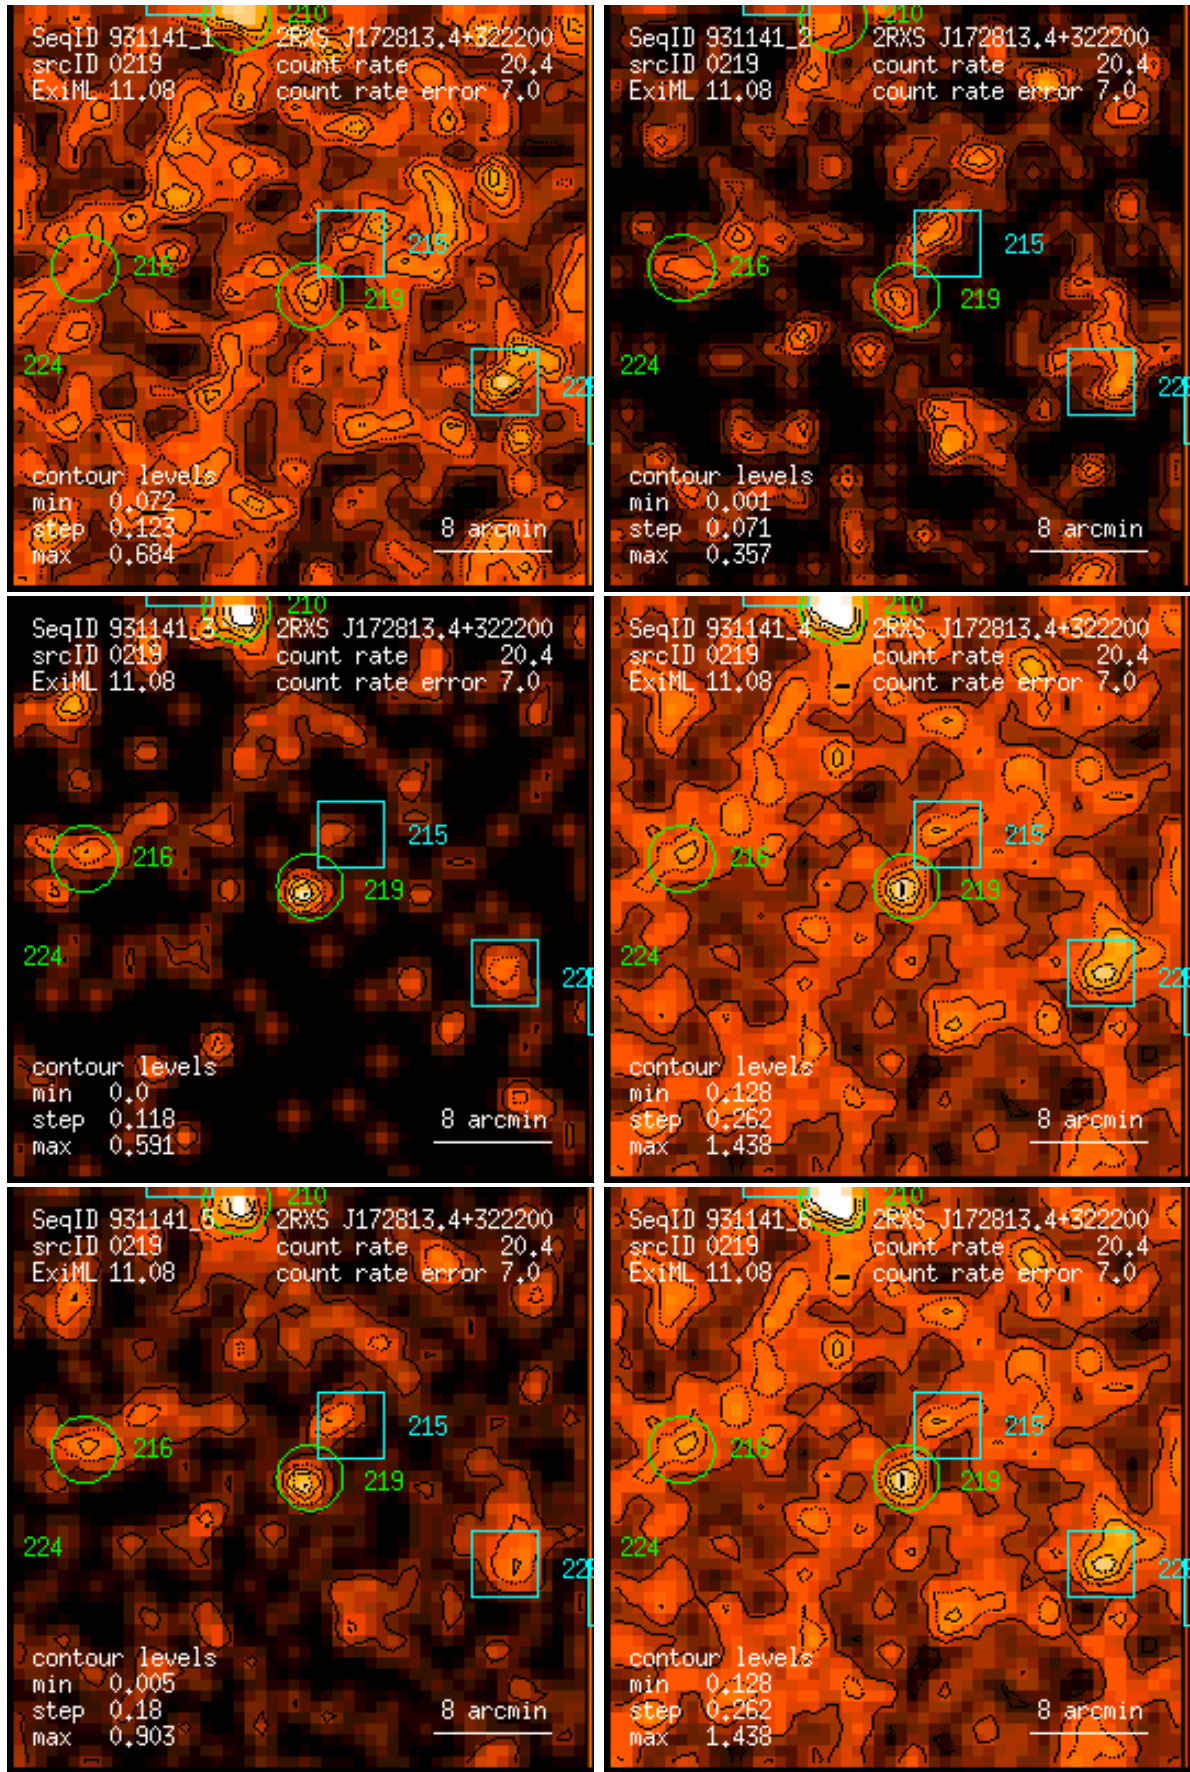 210
SeqID 931141_1 2RXS J172813.4+322200
srcID 0219 count rate 20.4
ExiML 11.08 count rate error 7.0
215
216
219
224
contour levels
min 0.072
step 0.123 8 arcmin
max 0.684
210
SeqID 931141_2 2RXS J172813.4+322200
srcID 0219 count rate 20.4
ExiML 11.08 count rate error 7.0
215
216
219
224
contour levels
min 0.001
step 0.071 8 arcmin
max 0.357
210
SeqID 931141_3 2RXS J172813.4+322200
srcID 0219 count rate 20.4
ExiML 11.08 count rate error 7.0
215
216
219
224
contour levels
min 0.0
step 0.118 8 arcmin
max 0.591
210
SeqID 931141_4 2RXS J172813.4+322200
srcID 0219 count rate 20.4
ExiML 11.08 count rate error 7.0
215
216
219
224
contour levels
min 0.128
step 0.262 8 arcmin
max 1.438
210
SeqID 931141_5 2RXS J172813.4+322200
srcID 0219 count rate 20.4
ExiML 11.08 count rate error 7.0
215
216
219
224
contour levels
min 0.005
step 0.18 8 arcmin
max 0.903
210
SeqID 931141_6 2RXS J172813.4+322200
srcID 0219 count rate 20.4
ExiML 11.08 count rate error 7.0
215
216
219
224
contour levels
min 0.128
step 0.262 8 arcmin
max 1.438